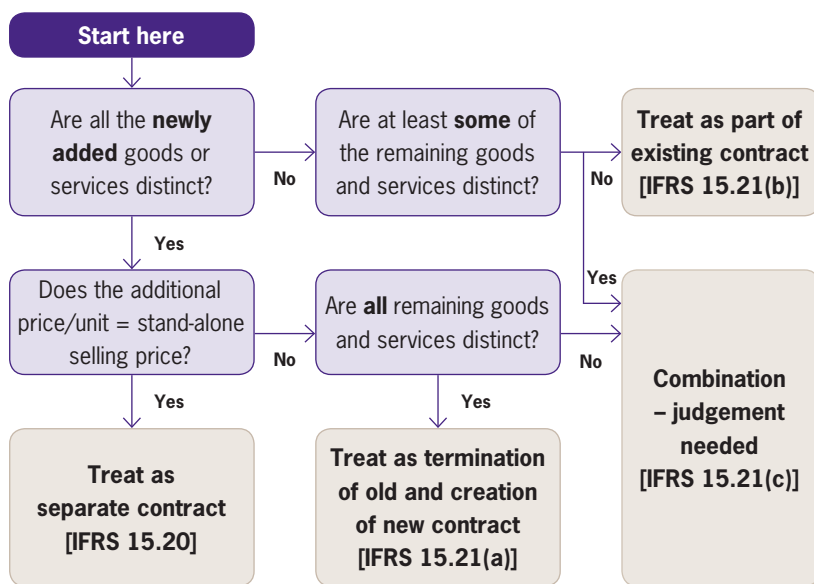 Start here
Are all the newly
added goods or
services distinct?
No
Are at least some of
the remaining goods
and services distinct?
No
Treat as part of
existing contract
[IFRS 15.21(b)]
Yes
Yes
Does the additional
price/unit = stand-alone
selling price?
No
Are all remaining goods
and services distinct?
No
Combination
– judgement
needed
[IFRS 15.21(c)]
Yes
Yes
Treat as
separate contract
[IFRS 15.20]
Treat as termination
of old and creation
of new contract
[IFRS 15.21(a)]